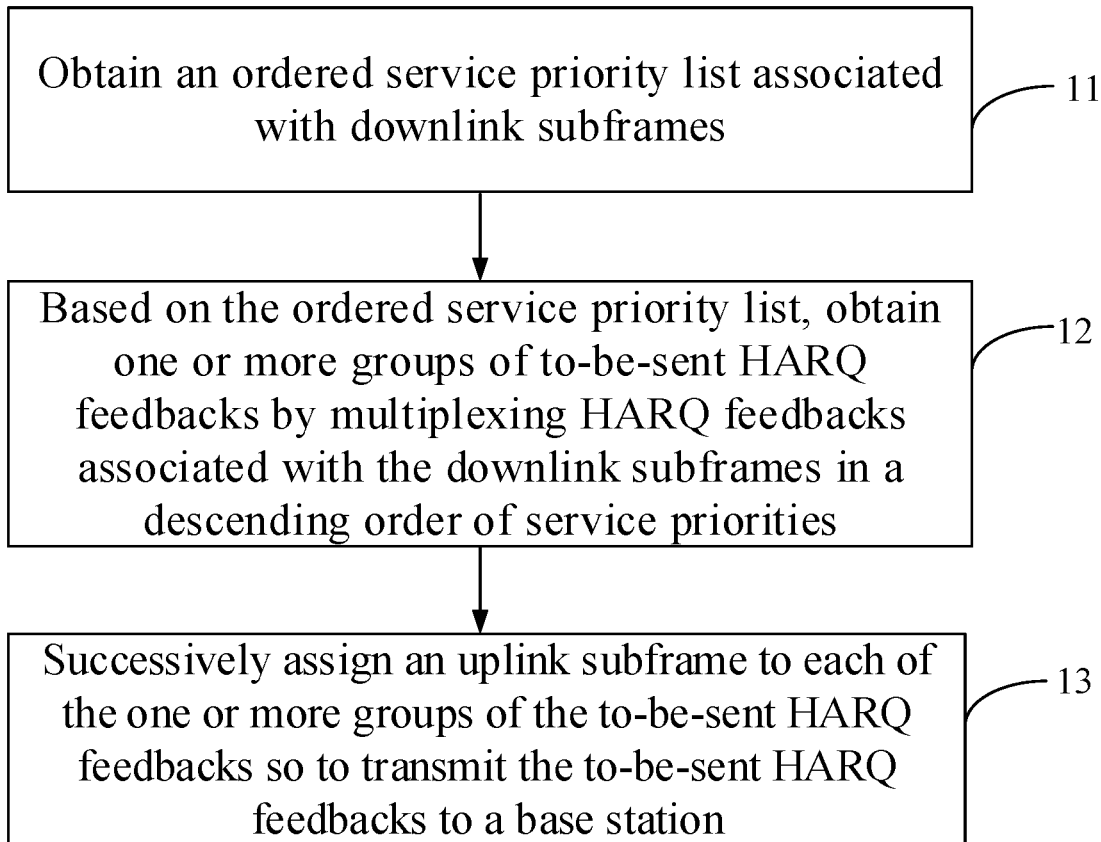 Obtain an ordered service priority list associated
with downlink subframes
11
Based on the ordered service priority list, obtain
one or more groups of to-be-sent HARQ
feedbacks by multiplexing HARQ feedbacks
associated with the downlink subframes in a
descending order of service priorities
12
Successively assign an uplink subframe to each of
the one or more groups of the to-be-sent HARQ
feedbacks so to transmit the to-be-sent HARQ
feedbacks to a base station
13